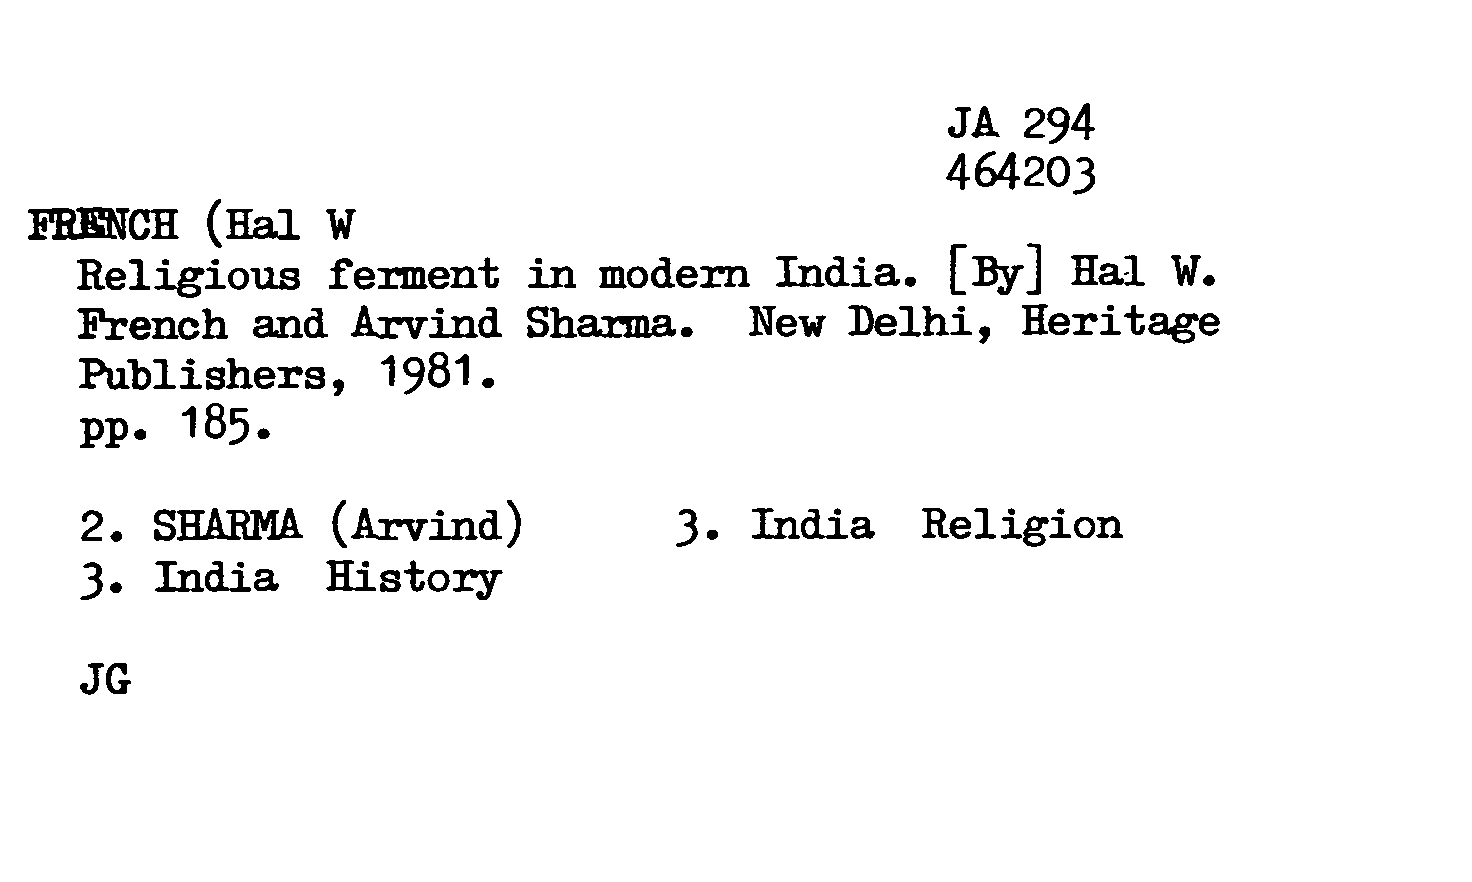 JA 294
464203
FRENCH (Hal W
Religious ferment in modern India. [By] Hal W.
French and Arvind Sharma. New Delhi, Heritage
Publishers, 1981.
pp. 185.
2. SHARMA (Arvind) 3. India Religion
3. India History
JG